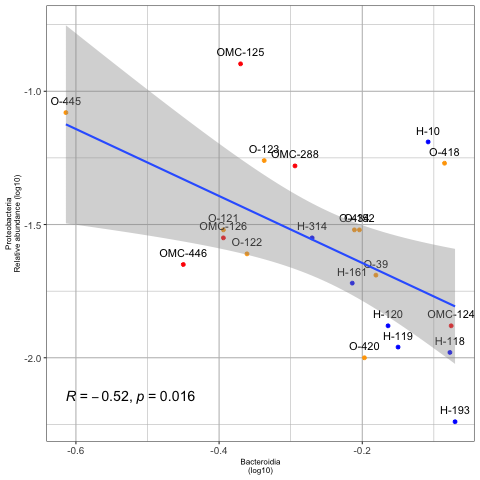 OMC-125
-1.0
O-445
H-10
O-123
OMC-288
O-418
O-121
OMC-126
H-314
-1.5
O-122
OMC-446
O-39
H-161
H-120
OMC-124
H-119
H-118
O-420
-2.0
R = −0.52, p = 0.016
H-193
-0.6
-0.4
-0.2
Proteobacteria
Relative abundance (log10)
Bacteroidia
(log10)